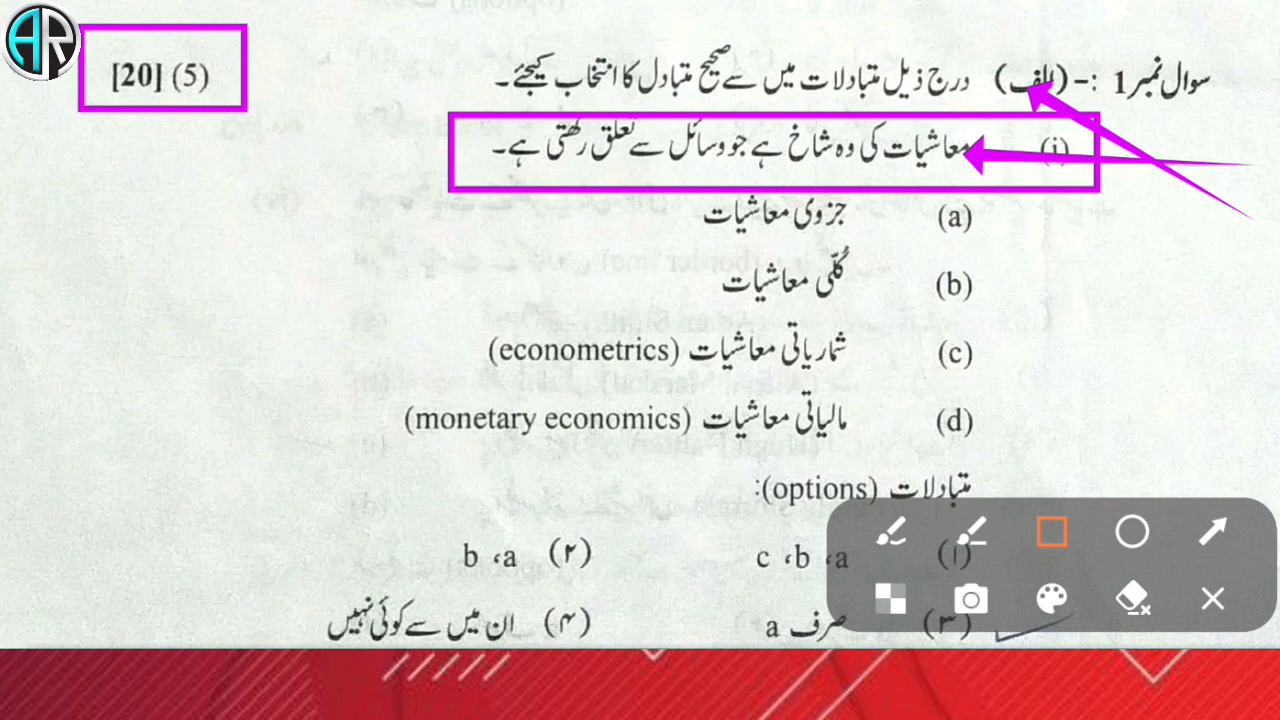 AR
سوال نمبر 1 :- (الف) درج ذیل متبادلات میں سے صحیح متبادل کا انتخاب کیجئے۔ (5) [20]
(i) معاشیات کی وہ شاخ ہے جو وسائل سے تعلق رکھتی ہے۔
(a) جزوی معاشیات
(b) کُلّی معاشیات
(c) شماریاتی معاشیات (econometrics)
(d) مالیاتی معاشیات (monetary economics)
متبادلات (options):
(۱) a، b، c (۲) a، b
(۳) صرف a (۴) ان میں سے کوئی نہیں